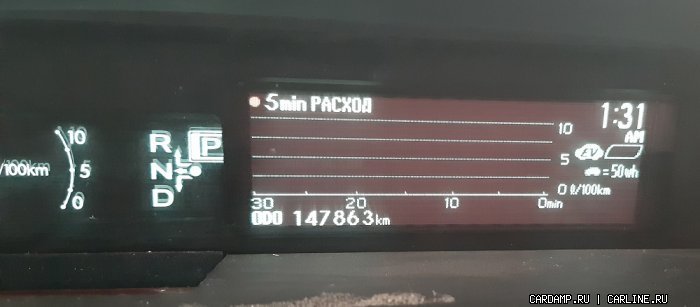 10
/100km
5
0
R
P
N
D
5min РАСХОД
1:31
AM
10
EV
5
=50wh
0 ℓ/100km
30 20 10 0min
ODO 147863km
CARDAMP.RU | CARLINE.RU